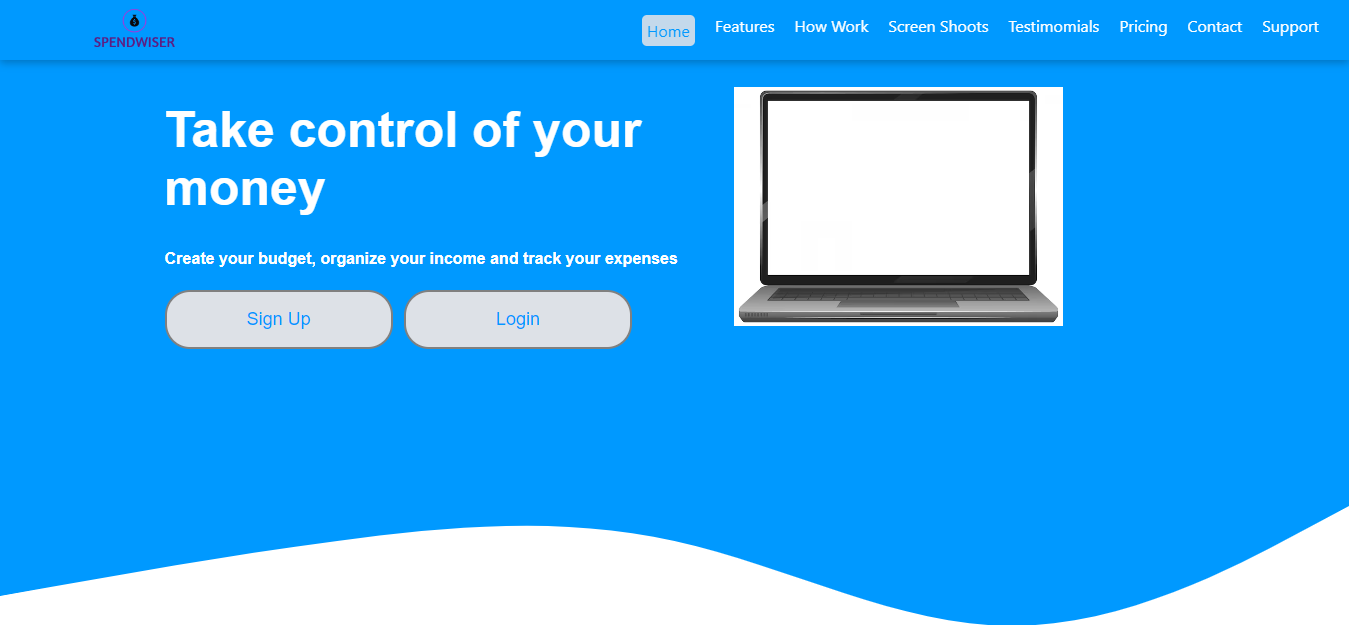 SPENDWISER
Home Features How Work Screen Shoots Testimomials Pricing Contact Support
Take control of your
money
Create your budget, organize your income and track your expenses
Sign Up Login